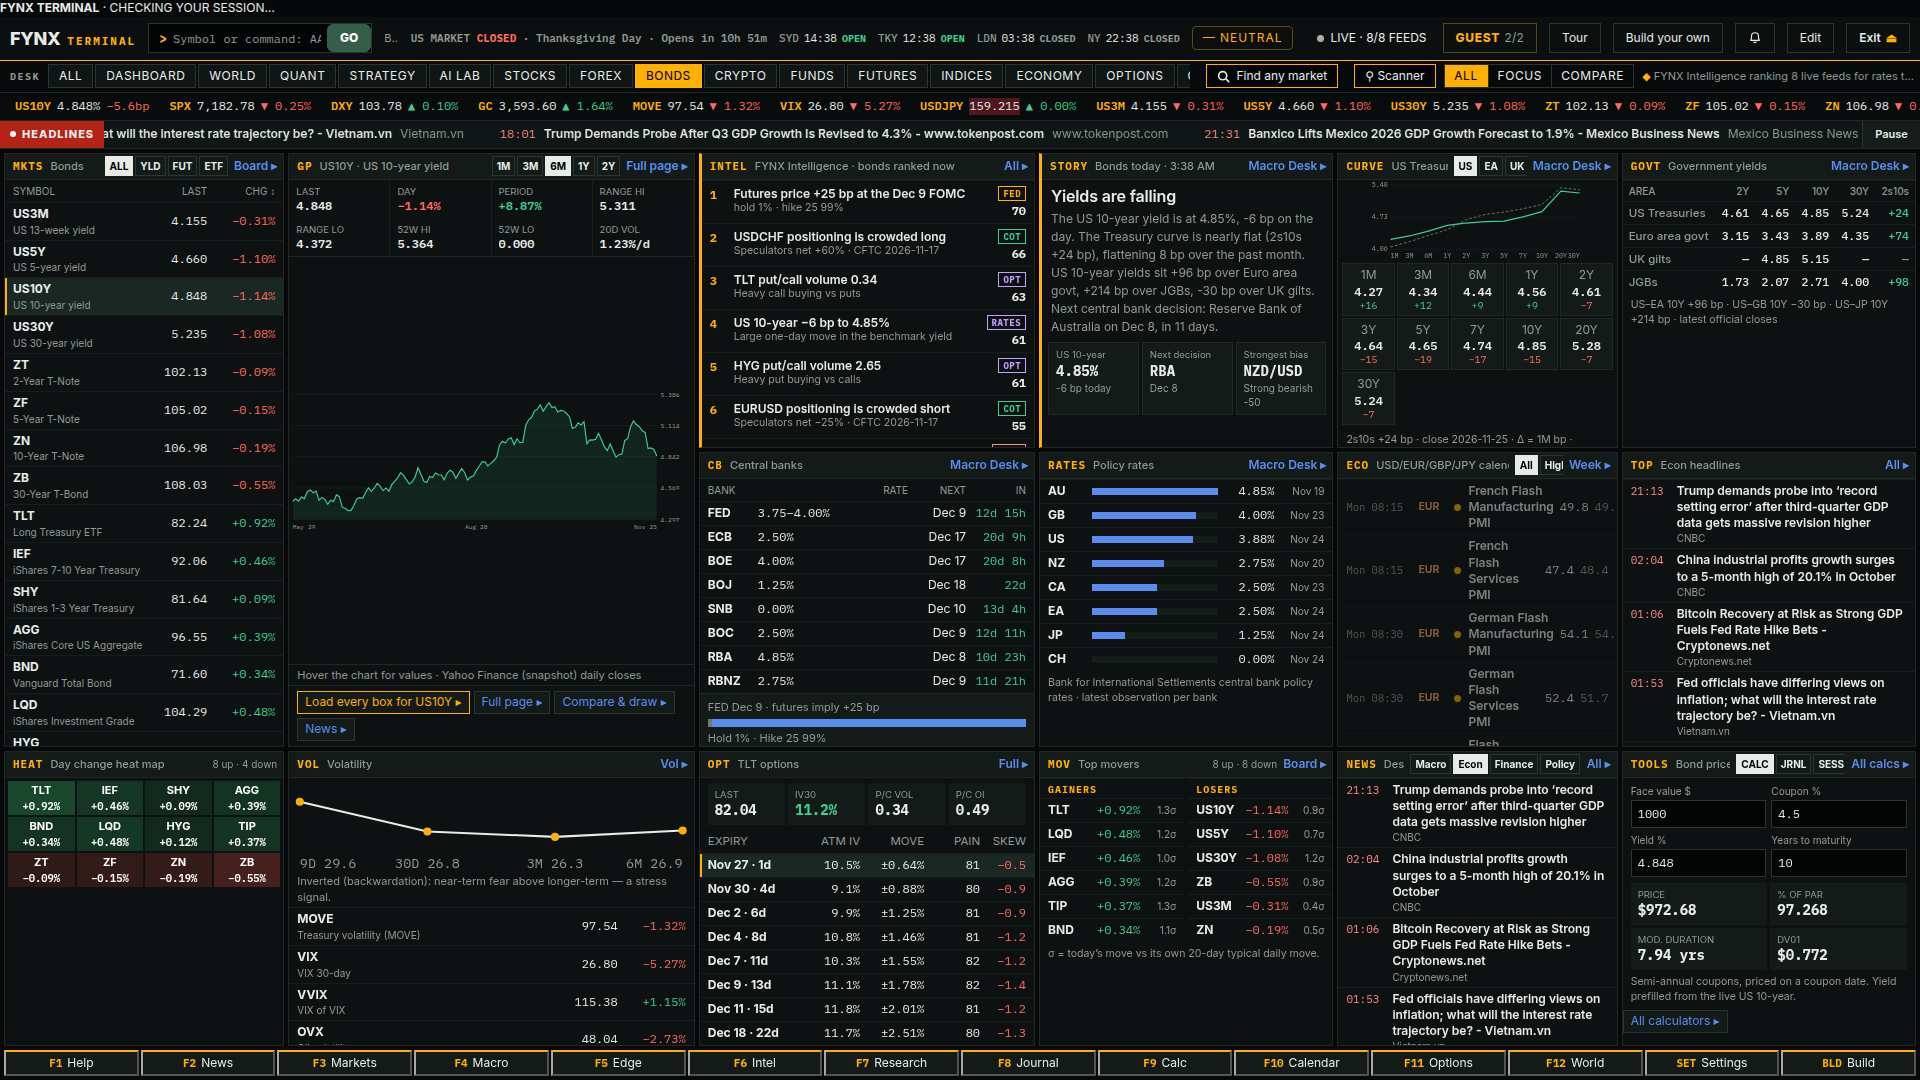 FYNX TERMINAL · CHECKING YOUR SESSION...
FYNX TERMINAL
> Symbol or command: AA GO
B.. US MARKET CLOSED · Thanksgiving Day · Opens in 10h 51m SYD 14:38 OPEN TKY 12:38 OPEN LDN 03:38 CLOSED NY 22:38 CLOSED
— NEUTRAL
● LIVE · 8/8 FEEDS
GUEST 2/2
Tour
Build your own
Edit
Exit
DESK ALL DASHBOARD WORLD QUANT STRATEGY AI LAB STOCKS FOREX BONDS CRYPTO FUNDS FUTURES INDICES ECONOMY OPTIONS
Find any market
Scanner
ALL FOCUS COMPARE
◆ FYNX Intelligence ranking 8 live feeds for rates t...
US10Y 4.848% −5.6bp SPX 7,182.78 ▼ 0.25% DXY 103.78 ▲ 0.10% GC 3,593.60 ▲ 1.64% MOVE 97.54 ▼ 1.32% VIX 26.80 ▼ 5.27% USDJPY 159.215 ▲ 0.00% US3M 4.155 ▼ 0.31% US5Y 4.660 ▼ 1.10% US30Y 5.235 ▼ 1.08% ZT 102.13 ▼ 0.09% ZF 105.02 ▼ 0.15% ZN 106.98 ▼ 0.
● HEADLINES
at will the interest rate trajectory be? - Vietnam.vn Vietnam.vn 18:01 Trump Demands Probe After Q3 GDP Growth Is Revised to 4.3% - www.tokenpost.com www.tokenpost.com 21:31 Banxico Lifts Mexico 2026 GDP Growth Forecast to 1.9% - Mexico Business News Mexico Business News
Pause
MKTS Bonds ALL YLD FUT ETF Board ▸
SYMBOL LAST CHG ↕
US3M 4.155 −0.31%
US 13-week yield
US5Y 4.660 −1.10%
US 5-year yield
US10Y 4.848 −1.14%
US 10-year yield
US30Y 5.235 −1.08%
US 30-year yield
ZT 102.13 −0.09%
2-Year T-Note
ZF 105.02 −0.15%
5-Year T-Note
ZN 106.98 −0.19%
10-Year T-Note
ZB 108.03 −0.55%
30-Year T-Bond
TLT 82.24 +0.92%
Long Treasury ETF
IEF 92.06 +0.46%
iShares 7-10 Year Treasury
SHY 81.64 +0.09%
iShares 1-3 Year Treasury
AGG 96.55 +0.39%
iShares Core US Aggregate
BND 71.60 +0.34%
Vanguard Total Bond
LQD 104.29 +0.48%
iShares Investment Grade
HYG
GP US10Y · US 10-year yield 1M 3M 6M 1Y 2Y Full page ▸
LAST DAY PERIOD RANGE HI
4.848 −1.14% +8.87% 5.311
RANGE LO 52W HI 52W LO 20D VOL
4.372 5.364 0.000 1.23%/d
5.386
5.114
4.842
4.569
4.297
May 29 Aug 28 Nov 25
Hover the chart for values · Yahoo Finance (snapshot) daily closes
Load every box for US10Y ▸ Full page ▸ Compare & draw ▸
News ▸
INTEL FYNX Intelligence · bonds ranked now All ▸
1 Futures price +25 bp at the Dec 9 FOMC FED
hold 1% · hike 25 99% 70
2 USDCHF positioning is crowded long COT
Speculators net +60% · CFTC 2026-11-17 66
3 TLT put/call volume 0.34 OPT
Heavy call buying vs puts 63
4 US 10-year −6 bp to 4.85% RATES
Large one-day move in the benchmark yield 61
5 HYG put/call volume 2.65 OPT
Heavy put buying vs calls 61
6 EURUSD positioning is crowded short COT
Speculators net −25% · CFTC 2026-11-17 55
STORY Bonds today · 3:38 AM Macro Desk ▸
Yields are falling
The US 10-year yield is at 4.85%, -6 bp on the
day. The Treasury curve is nearly flat (2s10s
+24 bp), flattening 8 bp over the past month.
US 10-year yields sit +96 bp over Euro area
govt, +214 bp over JGBs, -30 bp over UK gilts.
Next central bank decision: Reserve Bank of
Australia on Dec 8, in 11 days.
US 10-year Next decision Strongest bias
4.85% RBA NZD/USD
-6 bp today Dec 8 Strong bearish
-50
CURVE US Treasur US EA UK Macro Desk ▸
5.40
4.73
4.06
1M 3M 6M 1Y 2Y 3Y 5Y 7Y 10Y 20Y30Y
1M 3M 6M 1Y 2Y
4.27 4.34 4.44 4.56 4.61
+16 +12 +9 +9 −7
3Y 5Y 7Y 10Y 20Y
4.64 4.65 4.74 4.85 5.28
−15 −19 −17 −15 −7
30Y
5.24
−7
2s10s +24 bp · close 2026-11-25 · Δ = 1M bp ·
GOVT Government yields Macro Desk ▸
AREA 2Y 5Y 10Y 30Y 2s10s
US Treasuries 4.61 4.65 4.85 5.24 +24
Euro area govt 3.15 3.43 3.89 4.35 +74
UK gilts — 4.85 5.15 — —
JGBs 1.73 2.07 2.71 4.00 +98
US–EA 10Y +96 bp · US–GB 10Y −30 bp · US–JP 10Y
+214 bp · latest official closes
CB Central banks Macro Desk ▸
BANK RATE NEXT IN
FED 3.75–4.00% Dec 9 12d 15h
ECB 2.50% Dec 17 20d 9h
BOE 4.00% Dec 17 20d 8h
BOJ 1.25% Dec 18 22d
SNB 0.00% Dec 10 13d 4h
BOC 2.50% Dec 9 12d 11h
RBA 4.85% Dec 8 10d 23h
RBNZ 2.75% Dec 9 11d 21h
FED Dec 9 · futures imply +25 bp
Hold 1% · Hike 25 99%
RATES Policy rates Macro Desk ▸
AU 4.85% Nov 19
GB 4.00% Nov 23
US 3.88% Nov 24
NZ 2.75% Nov 20
CA 2.50% Nov 23
EA 2.50% Nov 24
JP 1.25% Nov 24
CH 0.00% Nov 24
Bank for International Settlements central bank policy
rates · latest observation per bank
ECO USD/EUR/GBP/JPY calen All Higl Week ▸
Mon 08:15 EUR French Flash Manufacturing PMI 49.8 49.
Mon 08:15 EUR French Flash Services PMI 47.4 48.4
Mon 08:30 EUR German Flash Manufacturing PMI 54.1 54.
Mon 08:30 EUR German Flash Services PMI 52.4 51.7
Flash
TOP Econ headlines All ▸
21:13 Trump demands probe into ‘record
setting error’ after third-quarter GDP
data gets massive revision higher
CNBC
02:04 China industrial profits growth surges
to a 5-month high of 20.1% in October
CNBC
01:06 Bitcoin Recovery at Risk as Strong GDP
Fuels Fed Rate Hike Bets -
Cryptonews.net
Cryptonews.net
01:53 Fed officials have differing views on
inflation; what will the interest rate
trajectory be? - Vietnam.vn
Vietnam.vn
HEAT Day change heat map 8 up · 4 down
TLT IEF SHY AGG
+0.92% +0.46% +0.09% +0.39%
BND LQD HYG TIP
+0.34% +0.48% +0.12% +0.37%
ZT ZF ZN ZB
−0.09% −0.15% −0.19% −0.55%
VOL Volatility Vol ▸
9D 29.6 30D 26.8 3M 26.3 6M 26.9
Inverted (backwardation): near-term fear above longer-term — a stress
signal.
MOVE 97.54 −1.32%
Treasury volatility (MOVE)
VIX 26.80 −5.27%
VIX 30-day
VVIX 115.38 +1.15%
VIX of VIX
OVX 48.04 −2.73%
OPT TLT options Full ▸
LAST IV30 P/C VOL P/C OI
82.04 11.2% 0.34 0.49
EXPIRY ATM IV MOVE PAIN SKEW
Nov 27 · 1d 10.5% ±0.64% 81 −0.5
Nov 30 · 4d 9.1% ±0.88% 80 −0.9
Dec 2 · 6d 9.9% ±1.25% 81 −0.9
Dec 4 · 8d 10.8% ±1.46% 81 −1.2
Dec 7 · 11d 10.3% ±1.55% 82 −1.2
Dec 9 · 13d 11.1% ±1.78% 82 −1.4
Dec 11 · 15d 11.8% ±2.01% 81 −1.2
Dec 18 · 22d 11.7% ±2.51% 80 −1.3
MOV Top movers 8 up · 8 down Board ▸
GAINERS LOSERS
TLT +0.92% 1.3σ US10Y −1.14% 0.9σ
LQD +0.48% 1.2σ US5Y −1.10% 0.7σ
IEF +0.46% 1.0σ US30Y −1.08% 1.2σ
AGG +0.39% 1.2σ ZB −0.55% 0.9σ
TIP +0.37% 1.3σ US3M −0.31% 0.4σ
BND +0.34% 1.1σ ZN −0.19% 0.5σ
σ = today’s move vs its own 20-day typical daily move.
NEWS Des Macro Econ Finance Policy All ▸
21:13 Trump demands probe into ‘record
setting error’ after third-quarter GDP
data gets massive revision higher
CNBC
02:04 China industrial profits growth
surges to a 5-month high of 20.1% in
October
CNBC
01:06 Bitcoin Recovery at Risk as Strong
GDP Fuels Fed Rate Hike Bets -
Cryptonews.net
Cryptonews.net
01:53 Fed officials have differing views on
inflation; what will the interest rate
trajectory be? - Vietnam.vn
TOOLS Bond price CALC JRNL SESS All calcs ▸
Face value $ Coupon %
1000 4.5
Yield % Years to maturity
4.848 10
PRICE % OF PAR
$972.68 97.268
MOD. DURATION DV01
7.94 yrs $0.772
Semi-annual coupons, priced on a coupon date. Yield
prefilled from the live US 10-year.
All calculators ▸
F1 Help F2 News F3 Markets F4 Macro F5 Edge F6 Intel F7 Research F8 Journal F9 Calc F10 Calendar F11 Options F12 World SET Settings BLD Build